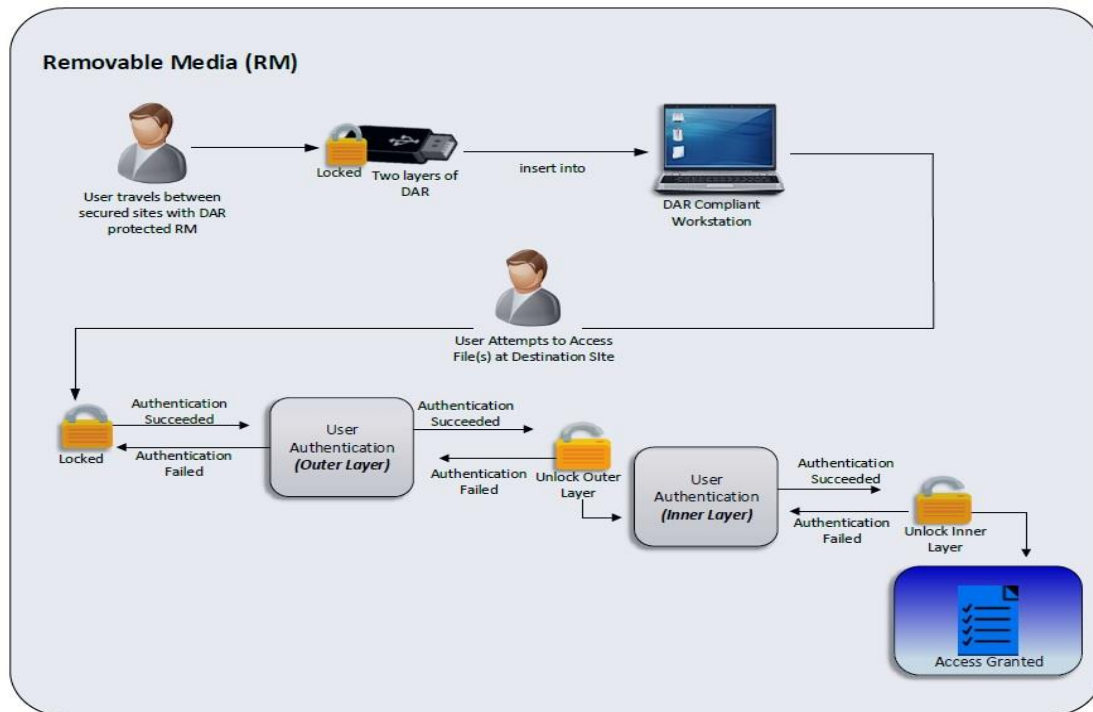 Removable Media (RM)
Locked
Two layers of
DAR
insert into
User travels between
secured sites with DAR
protected RM
DAR Compliant
Workstation
User Attempts to Access
File(s) at Destination SIte
Authentication
Succeeded
Locked
Authentication
Failed
User
Authentication
(Outer Layer)
Authentication
Succeeded
Authentication
Failed
Unlock Outer
Layer
User
Authentication
(Inner Layer)
Authentication
Succeeded
Authentication
Failed
Unlock Inner
Layer
Access Granted